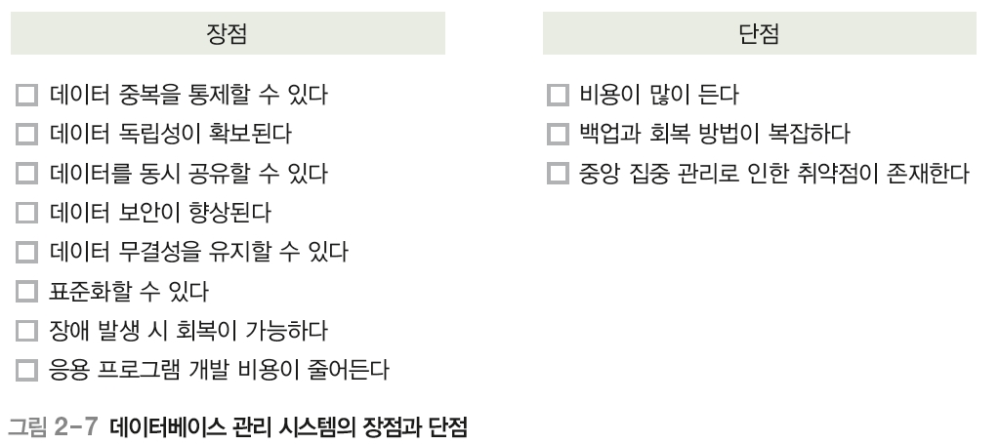 장점
데이터 중복을 통제할 수 있다
데이터 독립성이 확보된다
데이터를 동시 공유할 수 있다
데이터 보안이 향상된다
데이터 무결성을 유지할 수 있다
표준화할 수 있다
장애 발생 시 회복이 가능하다
응용 프로그램 개발 비용이 줄어든다
단점
비용이 많이 든다
백업과 회복 방법이 복잡하다
중앙 집중 관리로 인한 취약점이 존재한다
그림 2-7 데이터베이스 관리 시스템의 장점과 단점